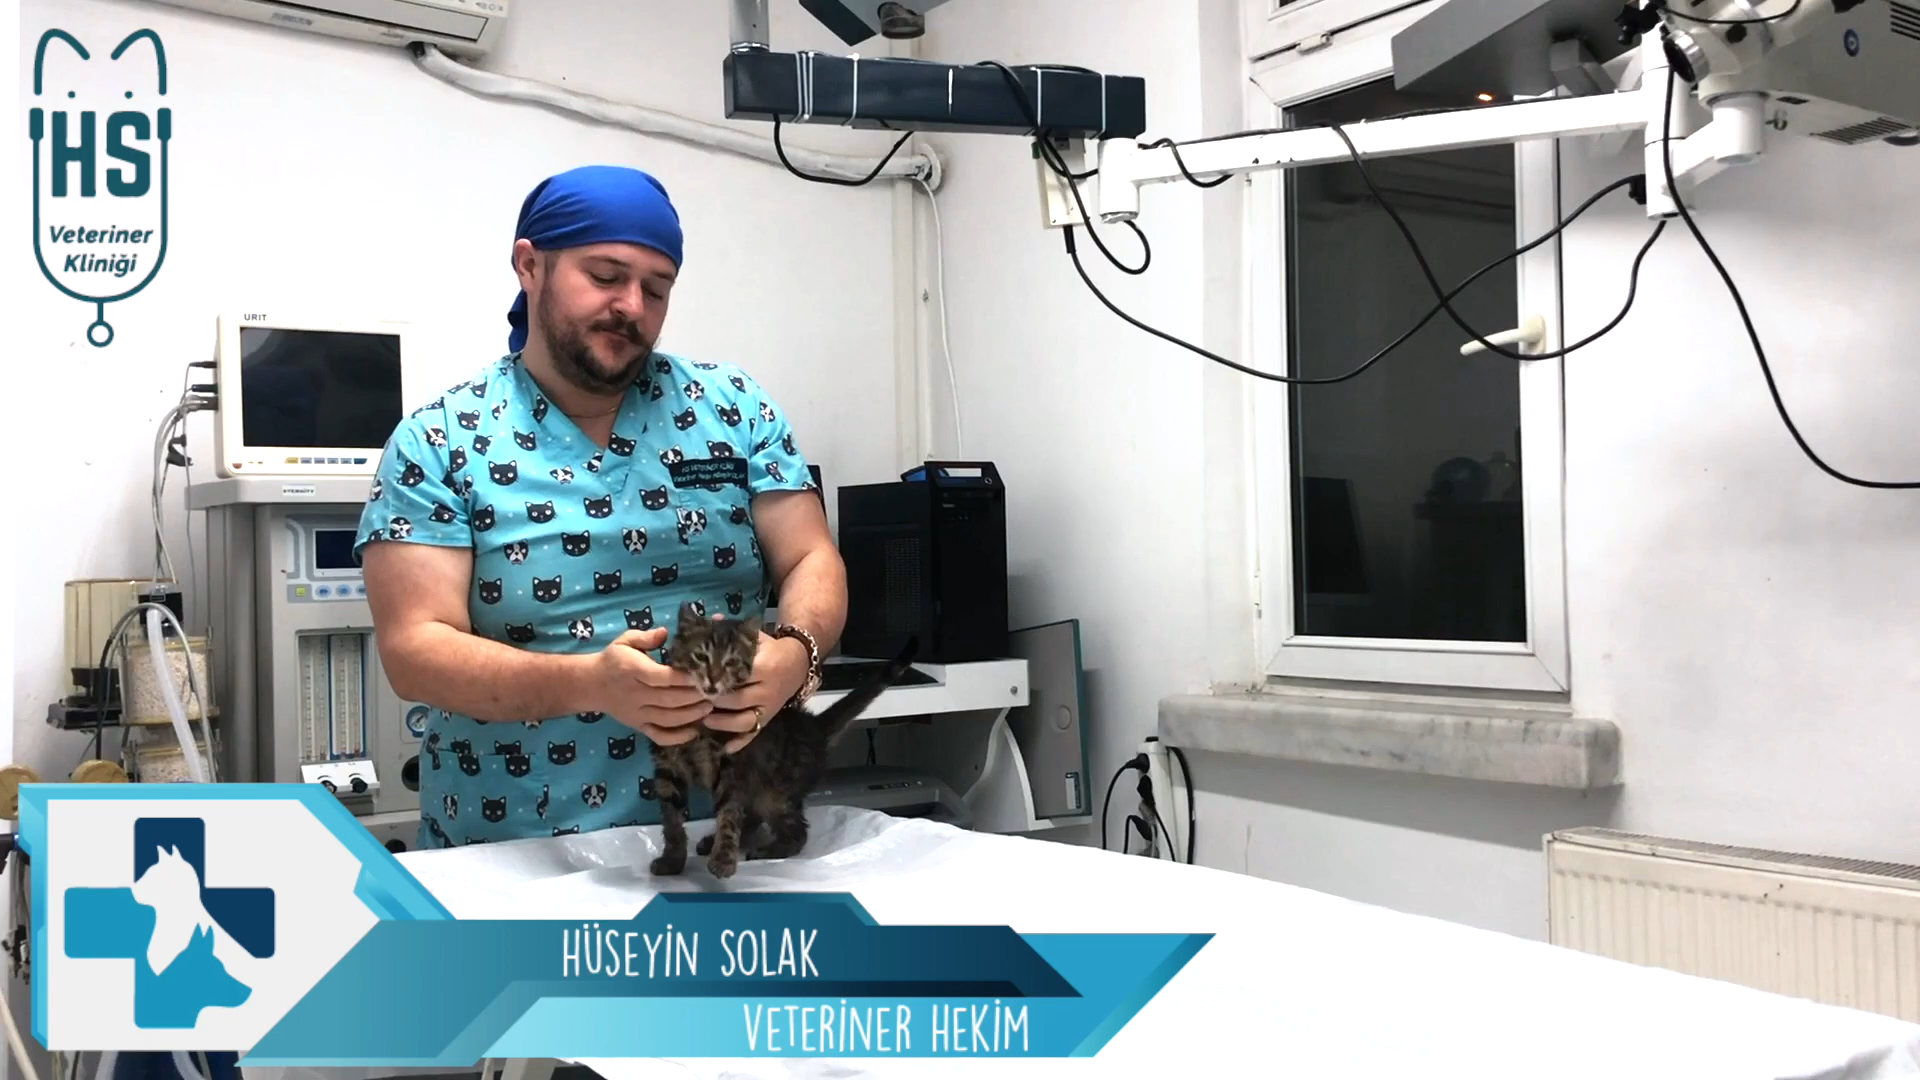 HS
Veteriner
Kliniği
URIT
HÜSEYİN SOLAK
VETERİNER HEKİM